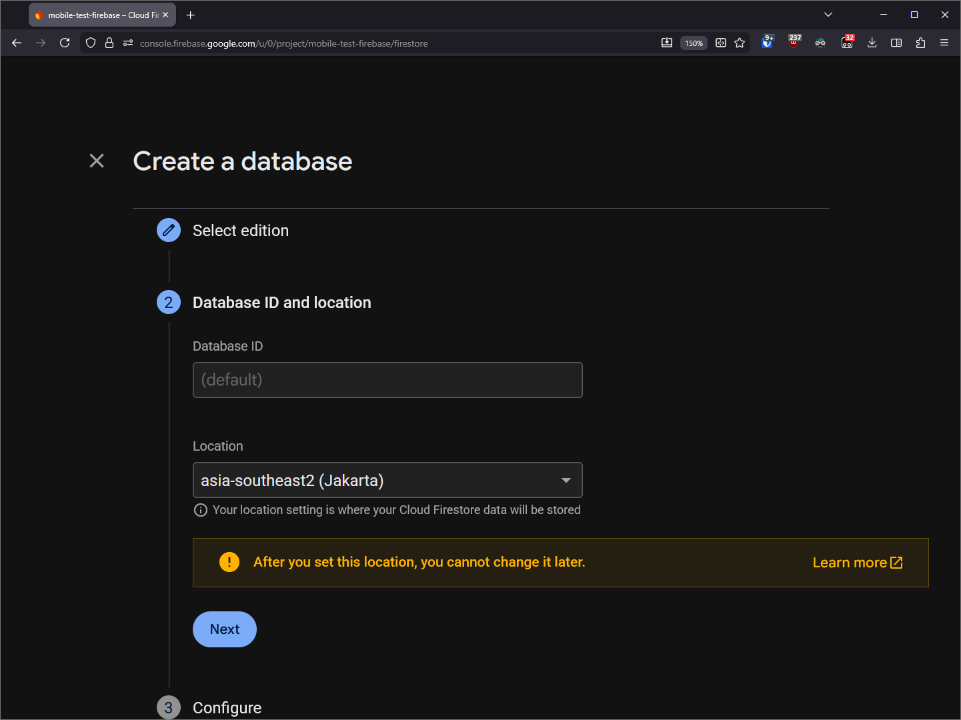 mobile-test-firebase – Cloud Fi
console.firebase.google.com/u/0/project/mobile-test-firebase/firestore
150%
9+
237
32
Create a database
Select edition
2
Database ID and location
Database ID
(default)
Location
asia-southeast2 (Jakarta)
Your location setting is where your Cloud Firestore data will be stored
After you set this location, you cannot change it later.
Learn more
Next
3
Configure